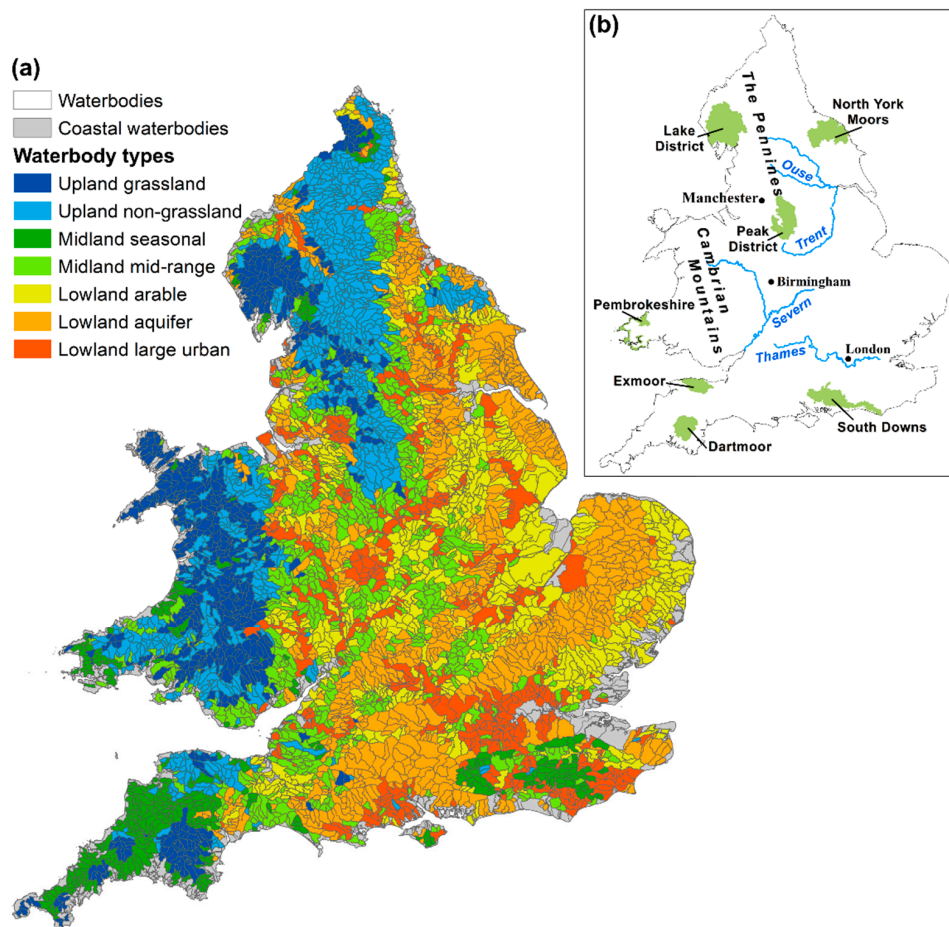 (a)
Waterbodies
Coastal waterbodies
Waterbody types
Upland grassland
Upland non-grassland
Midland seasonal
Midland mid-range
Lowland arable
Lowland aquifer
Lowland large urban
(b)
The Pennines
Lake
District
North York
Moors
Ouse
Manchester
Peak
District
Trent
Cambrian
Mountains
Birmingham
Pembrokeshire
Severn
Thames
London
Exmoor
South Downs
Dartmoor